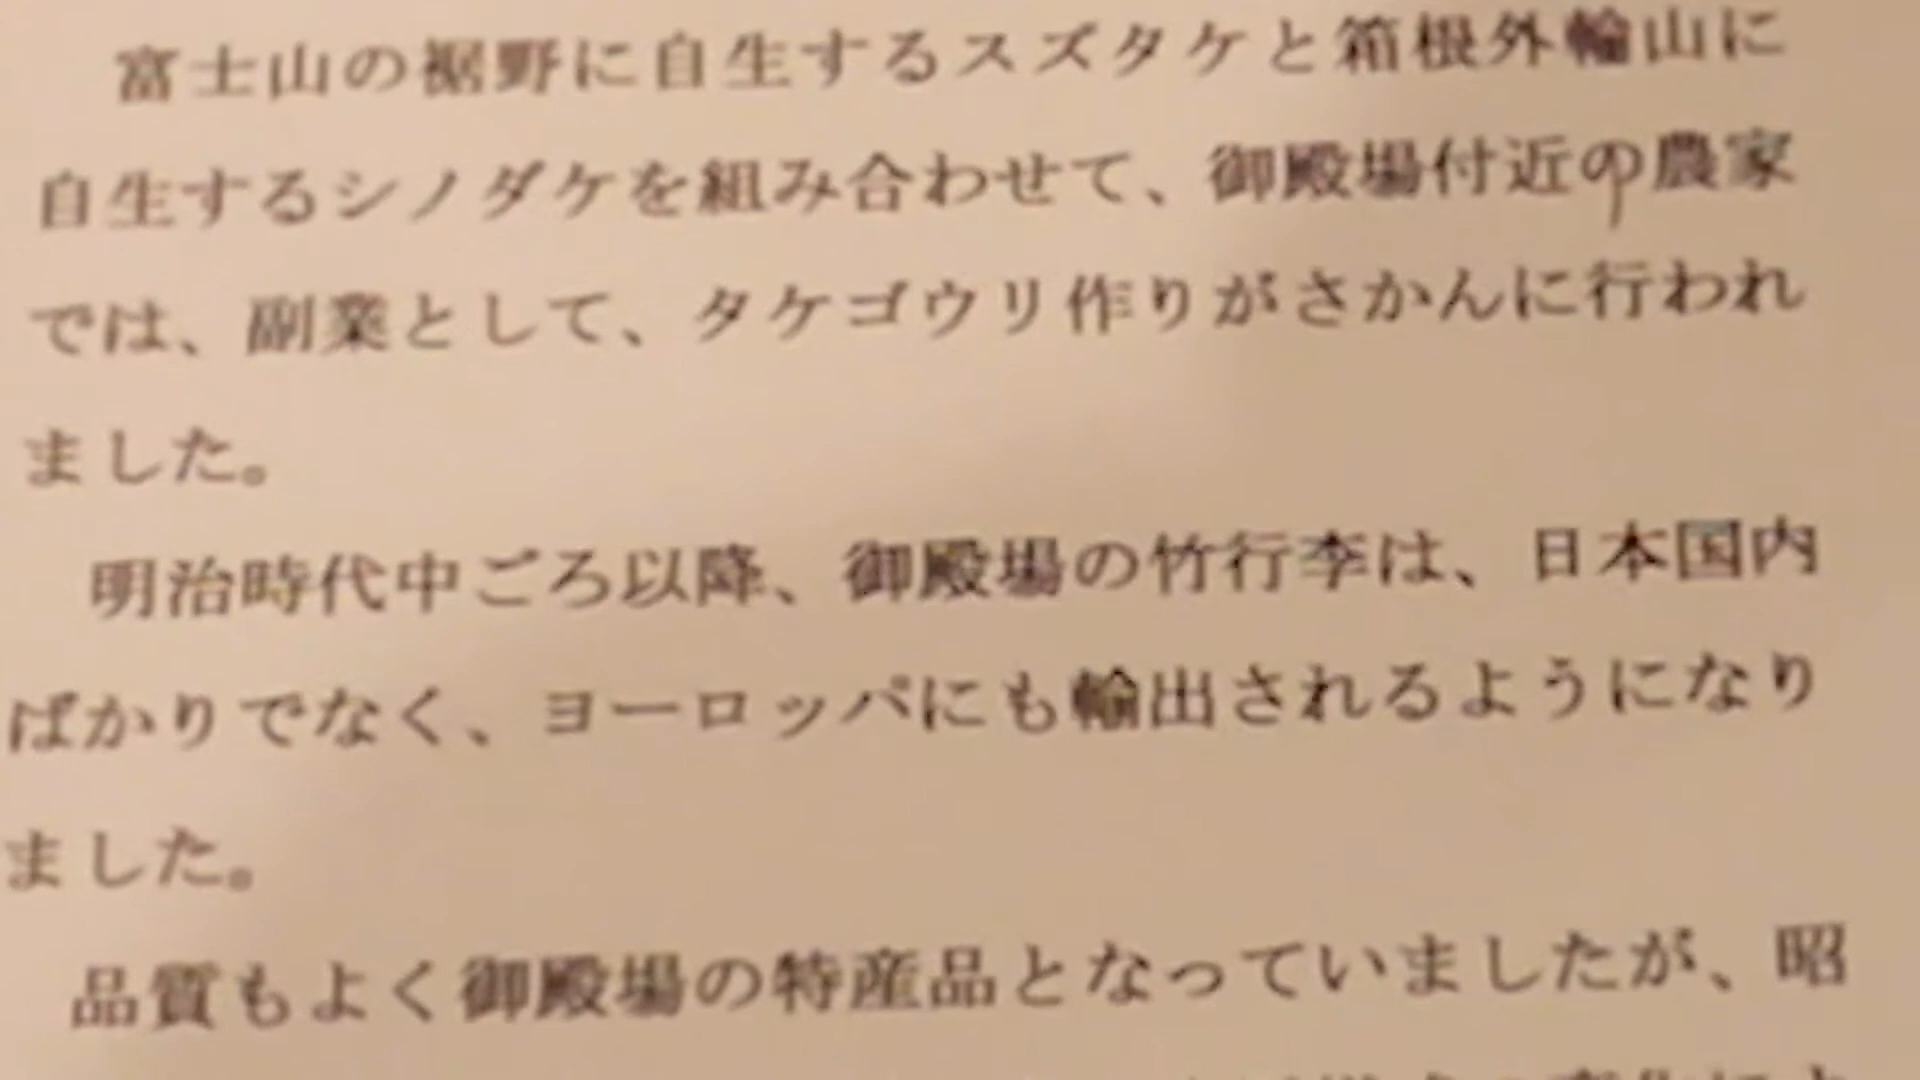 富士山の裾野に自生するスズタケと箱根外輪山に
自生するシノダケを組み合わせて、御殿場付近の農家
では、副業として、タケゴウリ作りがさかんに行われ
ました。
明治時代中ごろ以降、御殿場の竹行李は、日本国内
ばかりでなく、ヨーロッパにも輸出されるようになり
ました。
品質もよく御殿場の特産品となっていましたが、昭